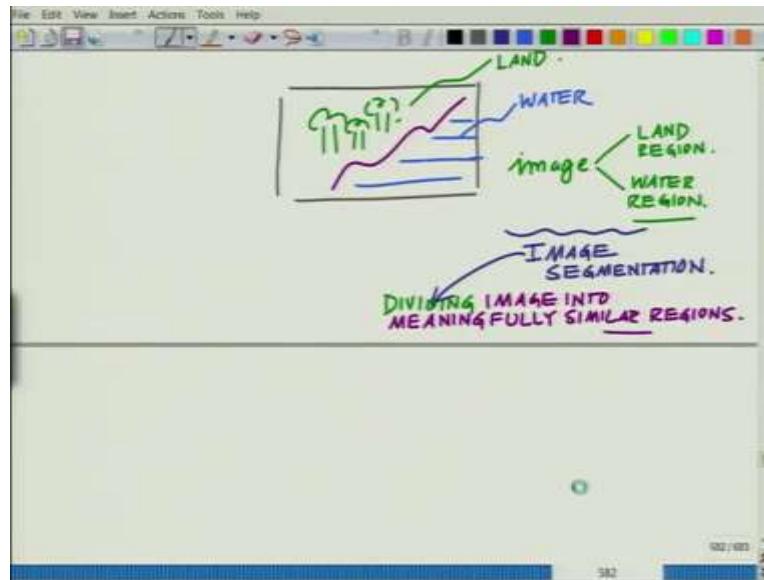 File Edit View Insert Actions Tools Help
LAND.
WATER
image
LAND
REGION.
WATER
REGION.
IMAGE
SEGMENTATION.
DIVIDING IMAGE INTO
MEANINGFULLY SIMILAR REGIONS.
582